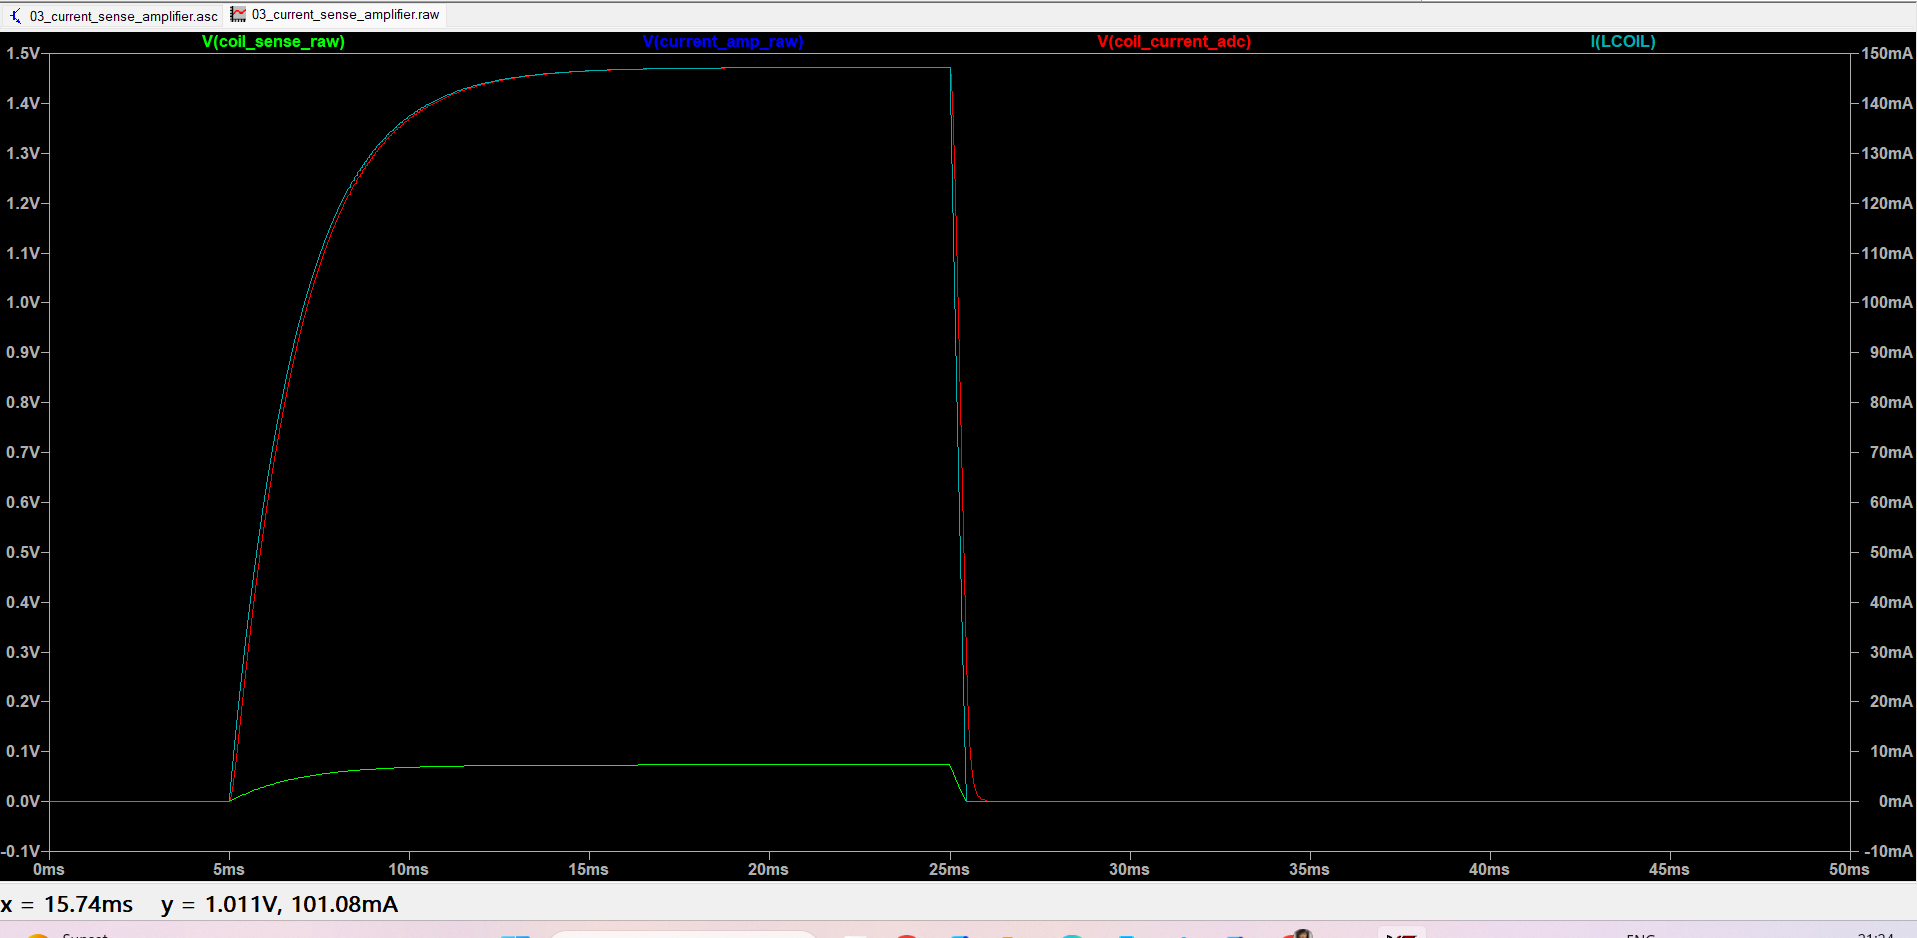 03_current_sense_amplifier.asc 03_current_sense_amplifier.raw
V(coil_sense_raw) V(current_amp_raw) V(coil_current_adc) I(LCOIL)
1.5V 150mA
1.4V 140mA
1.3V 130mA
1.2V 120mA
1.1V 110mA
1.0V 100mA
0.9V 90mA
0.8V 80mA
0.7V 70mA
0.6V 60mA
0.5V 50mA
0.4V 40mA
0.3V 30mA
0.2V 20mA
0.1V 10mA
0.0V 0mA
-0.1V -10mA
0ms 5ms 10ms 15ms 20ms 25ms 30ms 35ms 40ms 45ms 50ms
x = 15.74ms y = 1.011V, 101.08mA